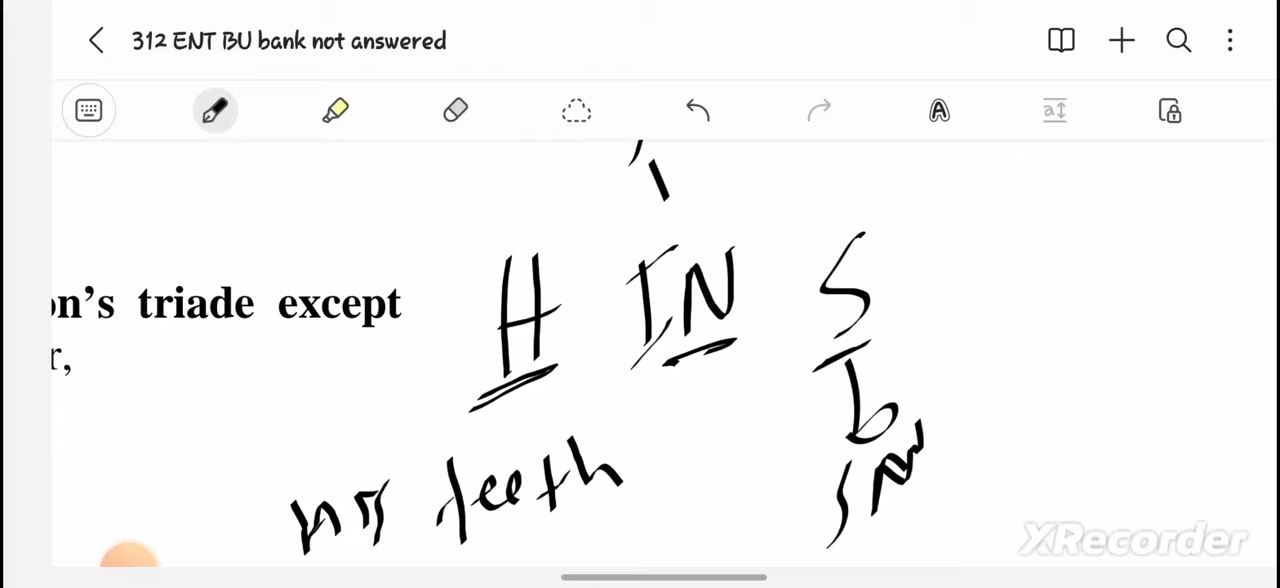 312 ENT BU bank not answered
on's triade except
H IN S
r,
teeth
XRecorder